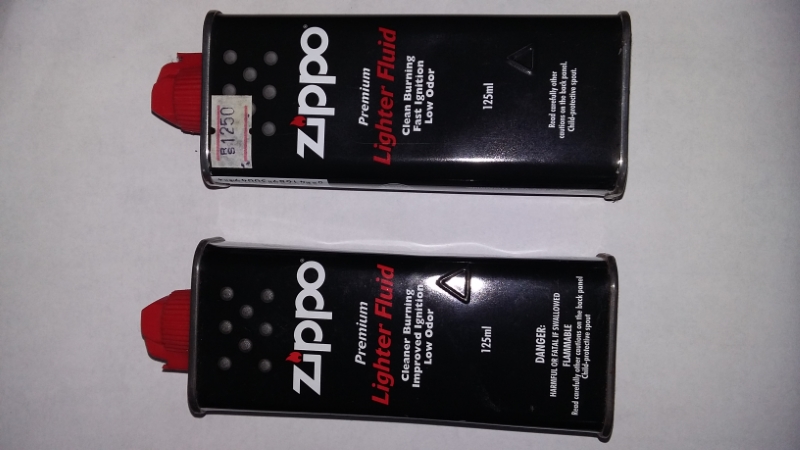 Zippo
Premium
Lighter Fluid
Clean Burning
Fast Ignition
Low Odor
125ml
Read carefully other
cautions on the back panel.
Child-protective spout.
1250
Zippo
Premium
Lighter Fluid
Cleaner Burning
Improved Ignition
Low Odor
125ml
DANGER:
HARMFUL OR FATAL IF SWALLOWED
FLAMMABLE
Read carefully other cautions on the back panel
Child-protective spout